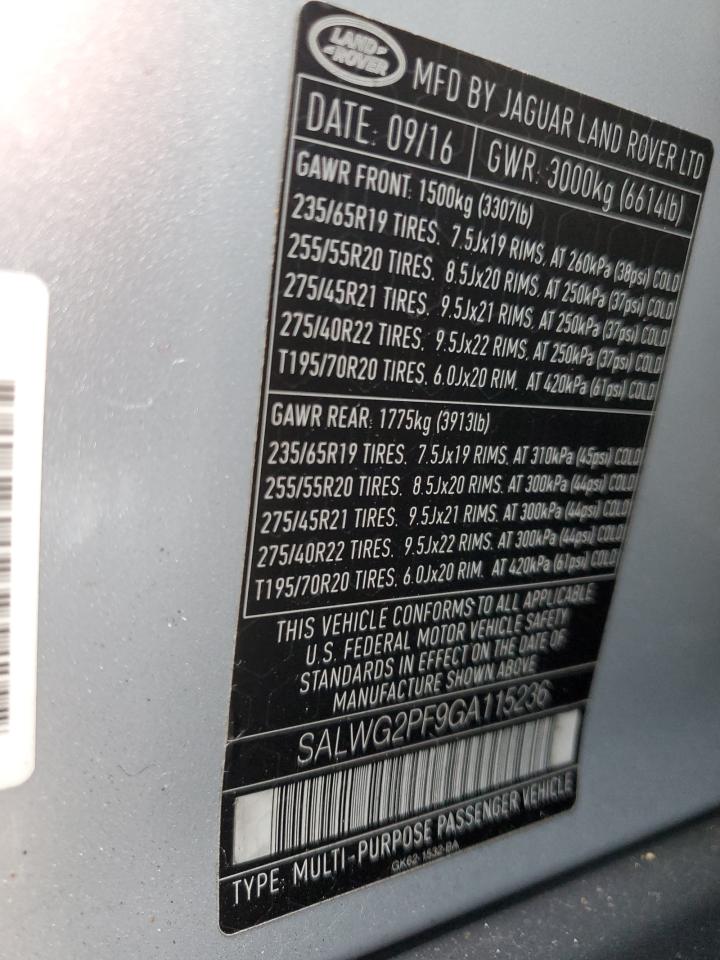 LAND
ROVER
MFD BY JAGUAR LAND ROVER LTD
DATE: 09/16 GWR: 3000kg (6614lb)
GAWR FRONT: 1500kg (3307lb)
235/65R19 TIRES. 7.5Jx19 RIMS, AT 260kPa (38psi) COLD
255/55R20 TIRES. 8.5Jx20 RIMS, AT 250kPa (37psi) COLD
275/45R21 TIRES. 9.5Jx21 RIMS, AT 250kPa (37psi) COLD
275/40R22 TIRES. 9.5Jx22 RIMS, AT 250kPa (37psi) COLD
T195/70R20 TIRES. 6.0Jx20 RIM. AT 420kPa (61psi) COLD
GAWR REAR: 1775kg (3913lb)
235/65R19 TIRES. 7.5Jx19 RIMS. AT 310kPa (45psi) COLD
255/55R20 TIRES. 8.5Jx20 RIMS. AT 300kPa (44psi) COLD
275/45R21 TIRES. 9.5Jx21 RIMS. AT 300kPa (44psi) COLD
275/40R22 TIRES. 9.5Jx22 RIMS. AT 300kPa (44psi) COLD
T195/70R20 TIRES. 6.0Jx20 RIM. AT 420kPa (61psi) COLD
THIS VEHICLE CONFORMS TO ALL APPLICABLE
U.S. FEDERAL MOTOR VEHICLE SAFETY
STANDARDS IN EFFECT ON THE DATE OF
MANUFACTURE SHOWN ABOVE
SALWG2PF9GA115236
TYPE: MULTI-PURPOSE PASSENGER VEHICLE
GK62-1532-BA